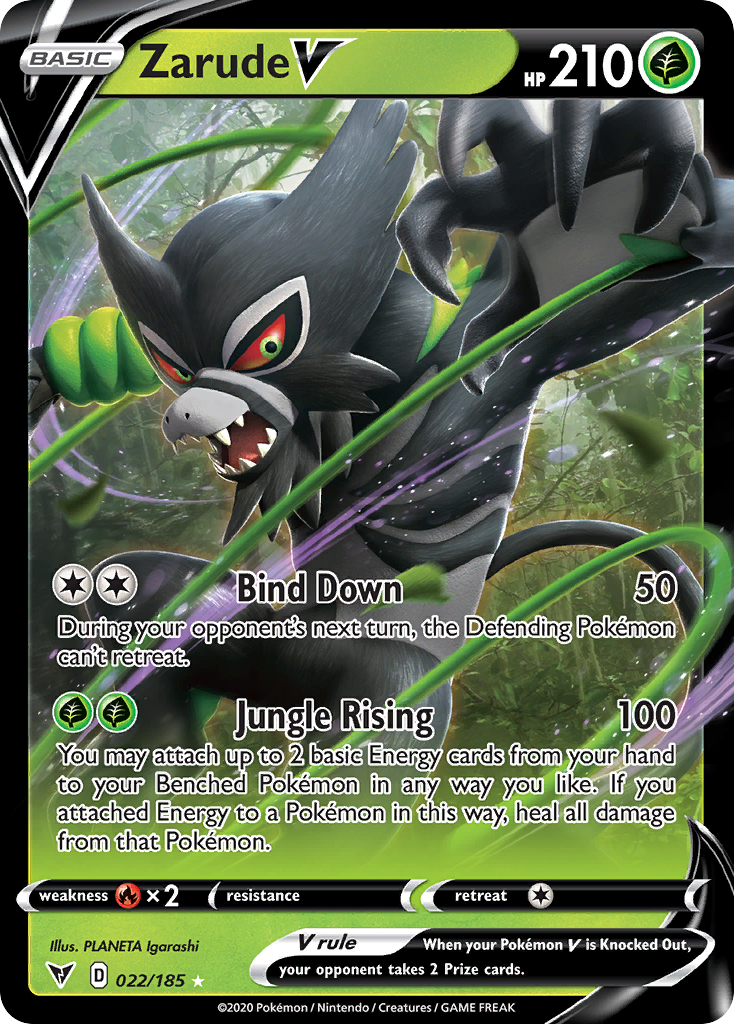 BASIC Zarude V HP 210
Bind Down 50
During your opponent's next turn, the Defending Pokémon
can't retreat.
Jungle Rising 100
You may attach up to 2 basic Energy cards from your hand
to your Benched Pokémon in any way you like. If you
attached Energy to a Pokémon in this way, heal all damage
from that Pokémon.
weakness ×2 resistance retreat
Illus. PLANETA Igarashi
V rule When your Pokémon V is Knocked Out,
your opponent takes 2 Prize cards.
D 022/185 ★
©2020 Pokémon / Nintendo / Creatures / GAME FREAK